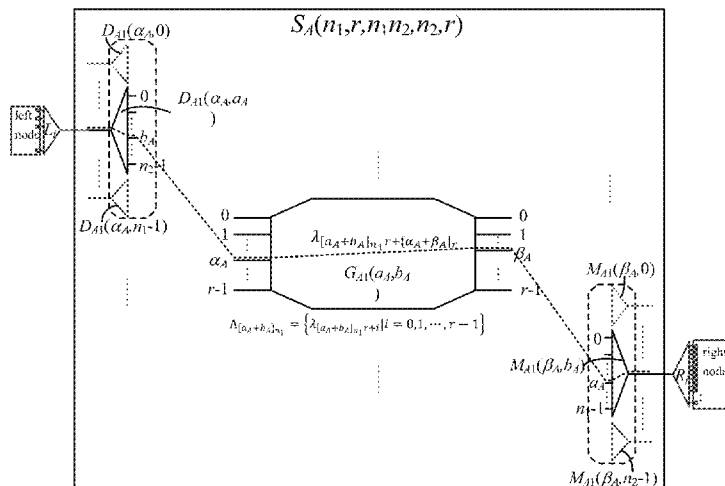 S_A(n_1,r,n_1n_2,n_2,r)
D_A1(α_A,0)
D_A1(α_A,a_A
)
left
node
L
0
b_A
n_2-1
D_A1(α_A,n_1-1)
0
1
α_A
r-1
λ_{[a_A+b_A]_{n_1}r+[α_A+β_A]_r}
G_A1(a_A,b_A
)
0
1
β_A
r-1
Λ_{[a_A+b_A]_{n_1}} = {λ_{[a_A+b_A]_{n_1}r+i}|i = 0,1,⋯,r−1}
M_A1(β_A,0)
0
M_A1(β_A,b_A)
a_A
n_1-1
R
right
node
M_A1(β_A,n_2-1)